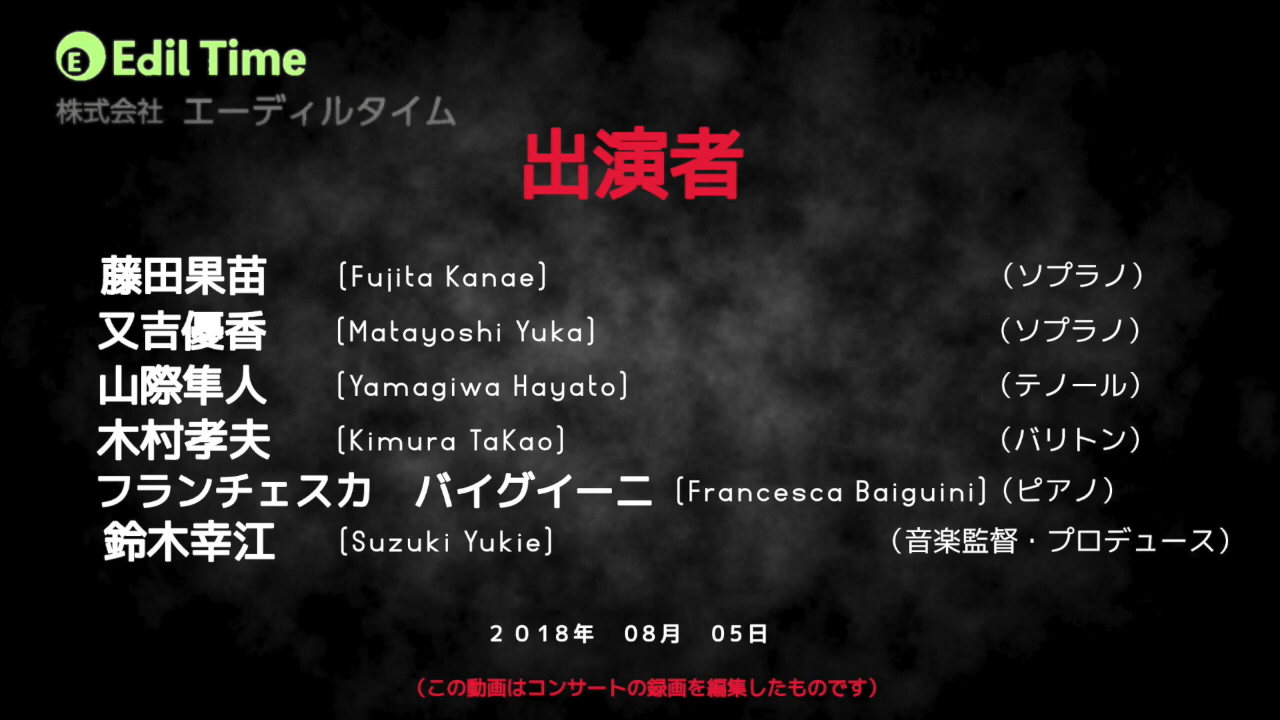 Edil Time
株式会社 エーディルタイム
出演者
藤田果苗 (Fujita Kanae) （ソプラノ）
又吉優香 (Matayoshi Yuka) （ソプラノ）
山際隼人 (Yamagiwa Hayato) （テノール）
木村孝夫 (Kimura TaKao) （バリトン）
フランチェスカ　バイグイーニ (Francesca Baiguini) （ピアノ）
鈴木幸江 (Suzuki Yukie) （音楽監督・プロデュース）
２０18年　08月　05日
（この動画はコンサートの録画を編集したものです）